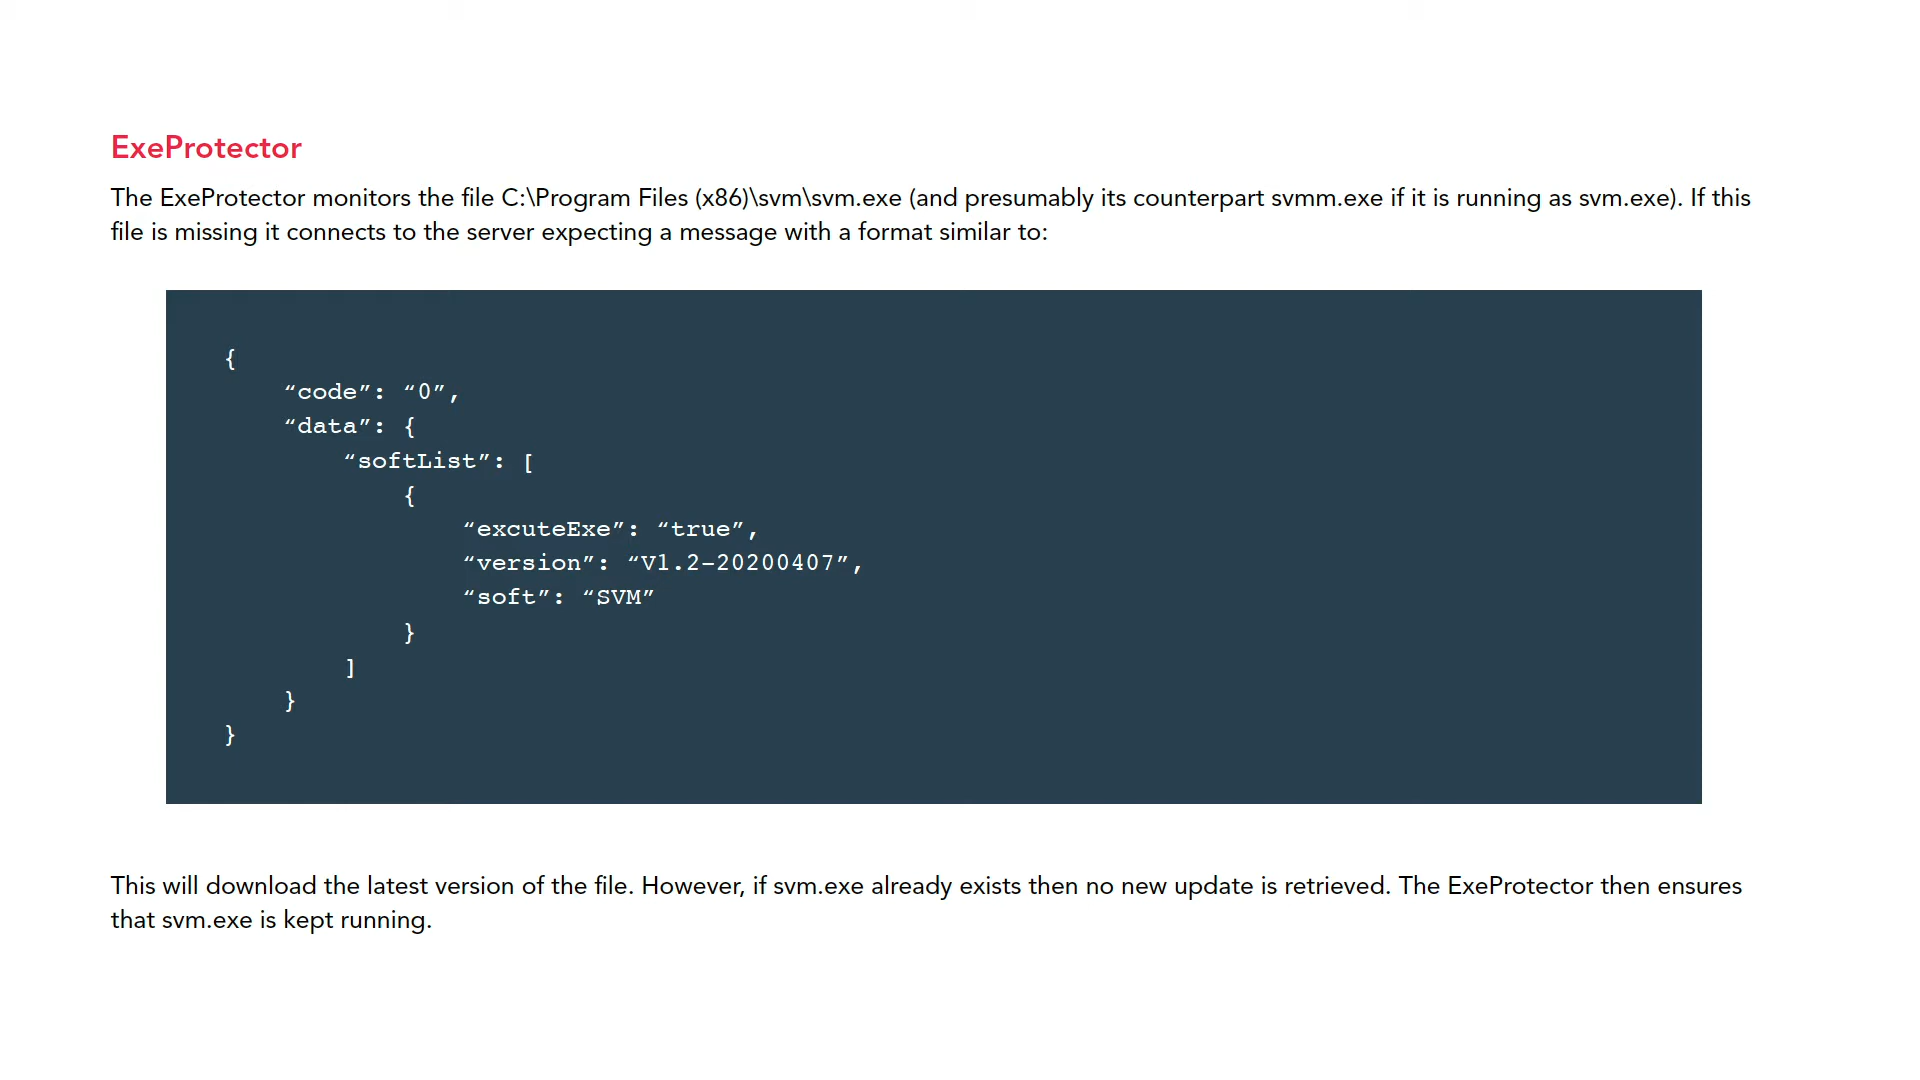 ExeProtector
The ExeProtector monitors the file C:\Program Files (x86)\svm\svm.exe (and presumably its counterpart svmm.exe if it is running as svm.exe). If this
file is missing it connects to the server expecting a message with a format similar to:
{
“code”: “0”,
“data”: {
“softList”: [
{
“excuteExe”: “true”,
“version”: “V1.2–20200407”,
“soft”: “SVM”
}
]
}
}
This will download the latest version of the file. However, if svm.exe already exists then no new update is retrieved. The ExeProtector then ensures
that svm.exe is kept running.